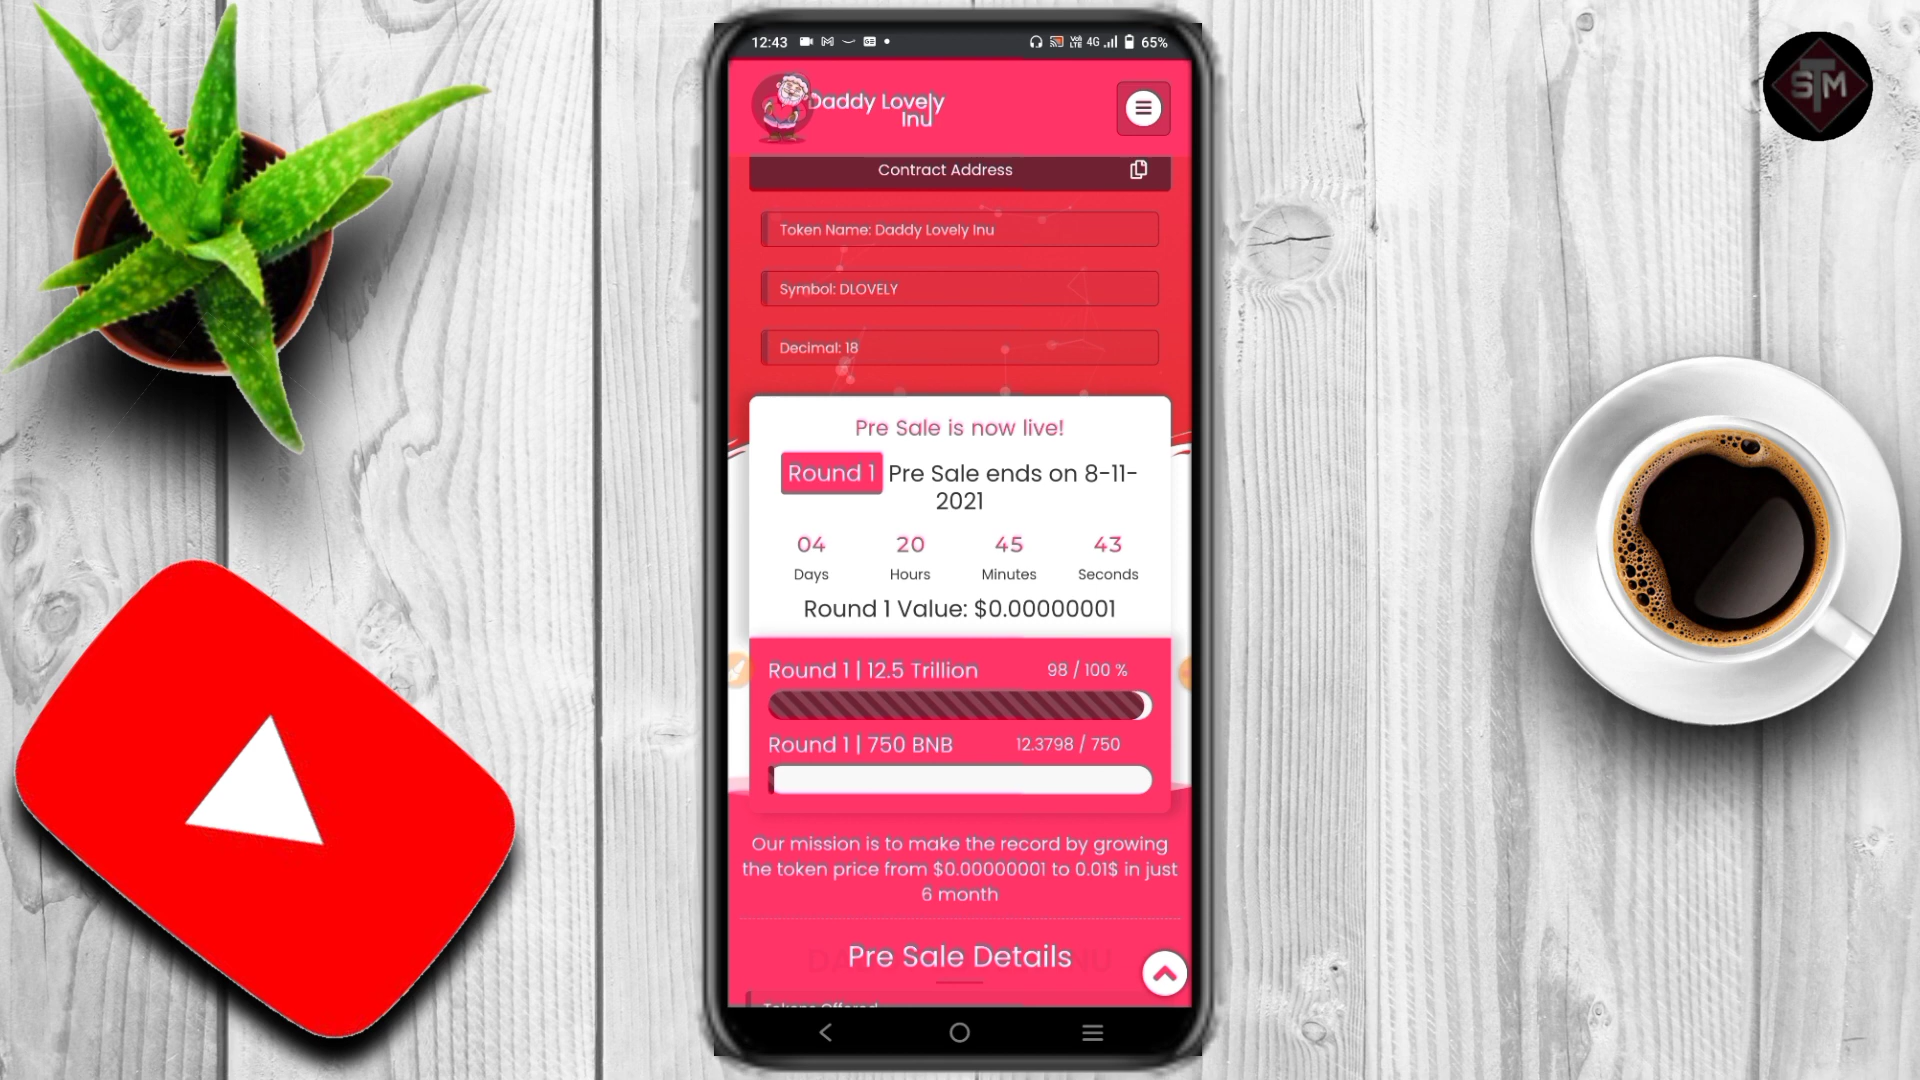 12:43
4G
65%
Daddy Lovely
Inu
STM
Contract Address
Token Name: Daddy Lovely Inu
Symbol: DLOVELY
Decimal: 18
Pre Sale is now live!
Round 1 Pre Sale ends on 8-11-
2021
04 20 45 43
Days Hours Minutes Seconds
Round 1 Value: $0.00000001
Round 1 | 12.5 Trillion 98 / 100 %
Round 1 | 750 BNB 12.3798 / 750
Our mission is to make the record by growing
the token price from $0.00000001 to 0.01$ in just
6 month
Pre Sale Details
Tokens Offered